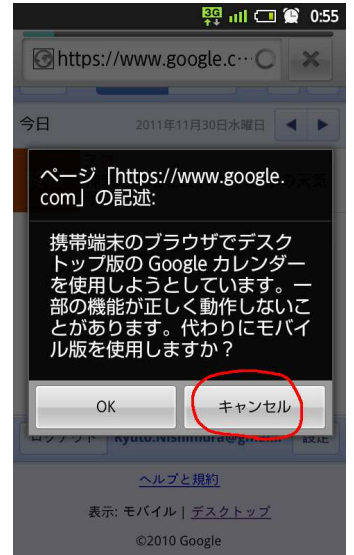 3G 0:55
https://www.google.c…
今日 2011年11月30日水曜日
ページ「https://www.google.
com」の記述:
携帯端末のブラウザでデスク
トップ版の Google カレンダー
を使用しようとしています。一
部の機能が正しく動作しないこ
とがあります。代わりにモバイ
ル版を使用しますか？
OK キャンセル
ログアウト 設定
ヘルプと規約
表示: モバイル | デスクトップ
©2010 Google